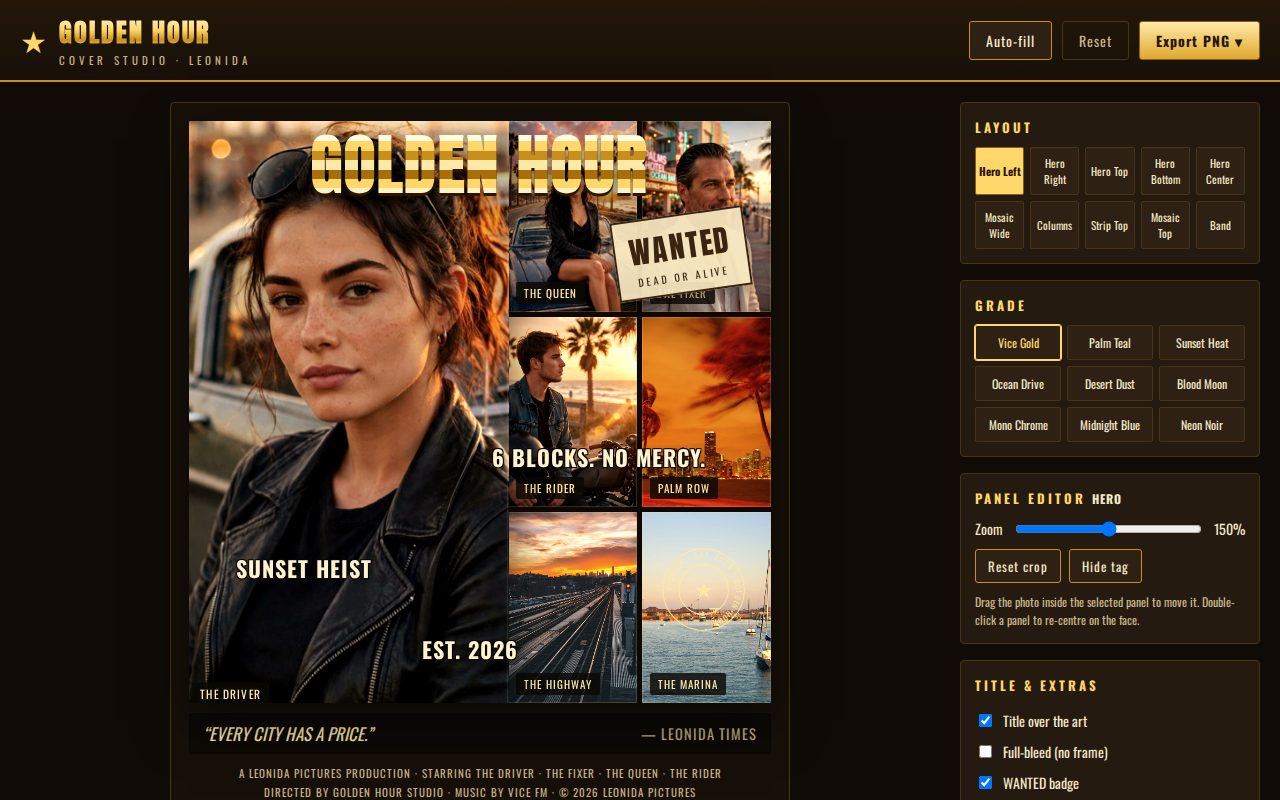 ★ GOLDEN HOUR
COVER STUDIO · LEONIDA
Auto-fill
Reset
Export PNG ▾
GOLDEN HOUR
PALMS
HOTEL
OCEAN BAR
WANTED
DEAD OR ALIVE
THE QUEEN
FIXER
6 BLOCKS. NO MERCY.
THE RIDER
PALM ROW
SUNSET HEIST
EST. 2026
THE DRIVER
THE HIGHWAY
THE MARINA
“EVERY CITY HAS A PRICE.”
— LEONIDA TIMES
A LEONIDA PICTURES PRODUCTION · STARRING THE DRIVER · THE FIXER · THE QUEEN · THE RIDER
DIRECTED BY GOLDEN HOUR STUDIO · MUSIC BY VICE FM · © 2026 LEONIDA PICTURES
LAYOUT
Hero Left
Hero Right
Hero Top
Hero Bottom
Hero Center
Mosaic Wide
Columns
Strip Top
Mosaic Top
Band
GRADE
Vice Gold
Palm Teal
Sunset Heat
Ocean Drive
Desert Dust
Blood Moon
Mono Chrome
Midnight Blue
Neon Noir
PANEL EDITOR HERO
Zoom 150%
Reset crop
Hide tag
Drag the photo inside the selected panel to move it. Double-
click a panel to re-centre on the face.
TITLE & EXTRAS
Title over the art
Full-bleed (no frame)
WANTED badge